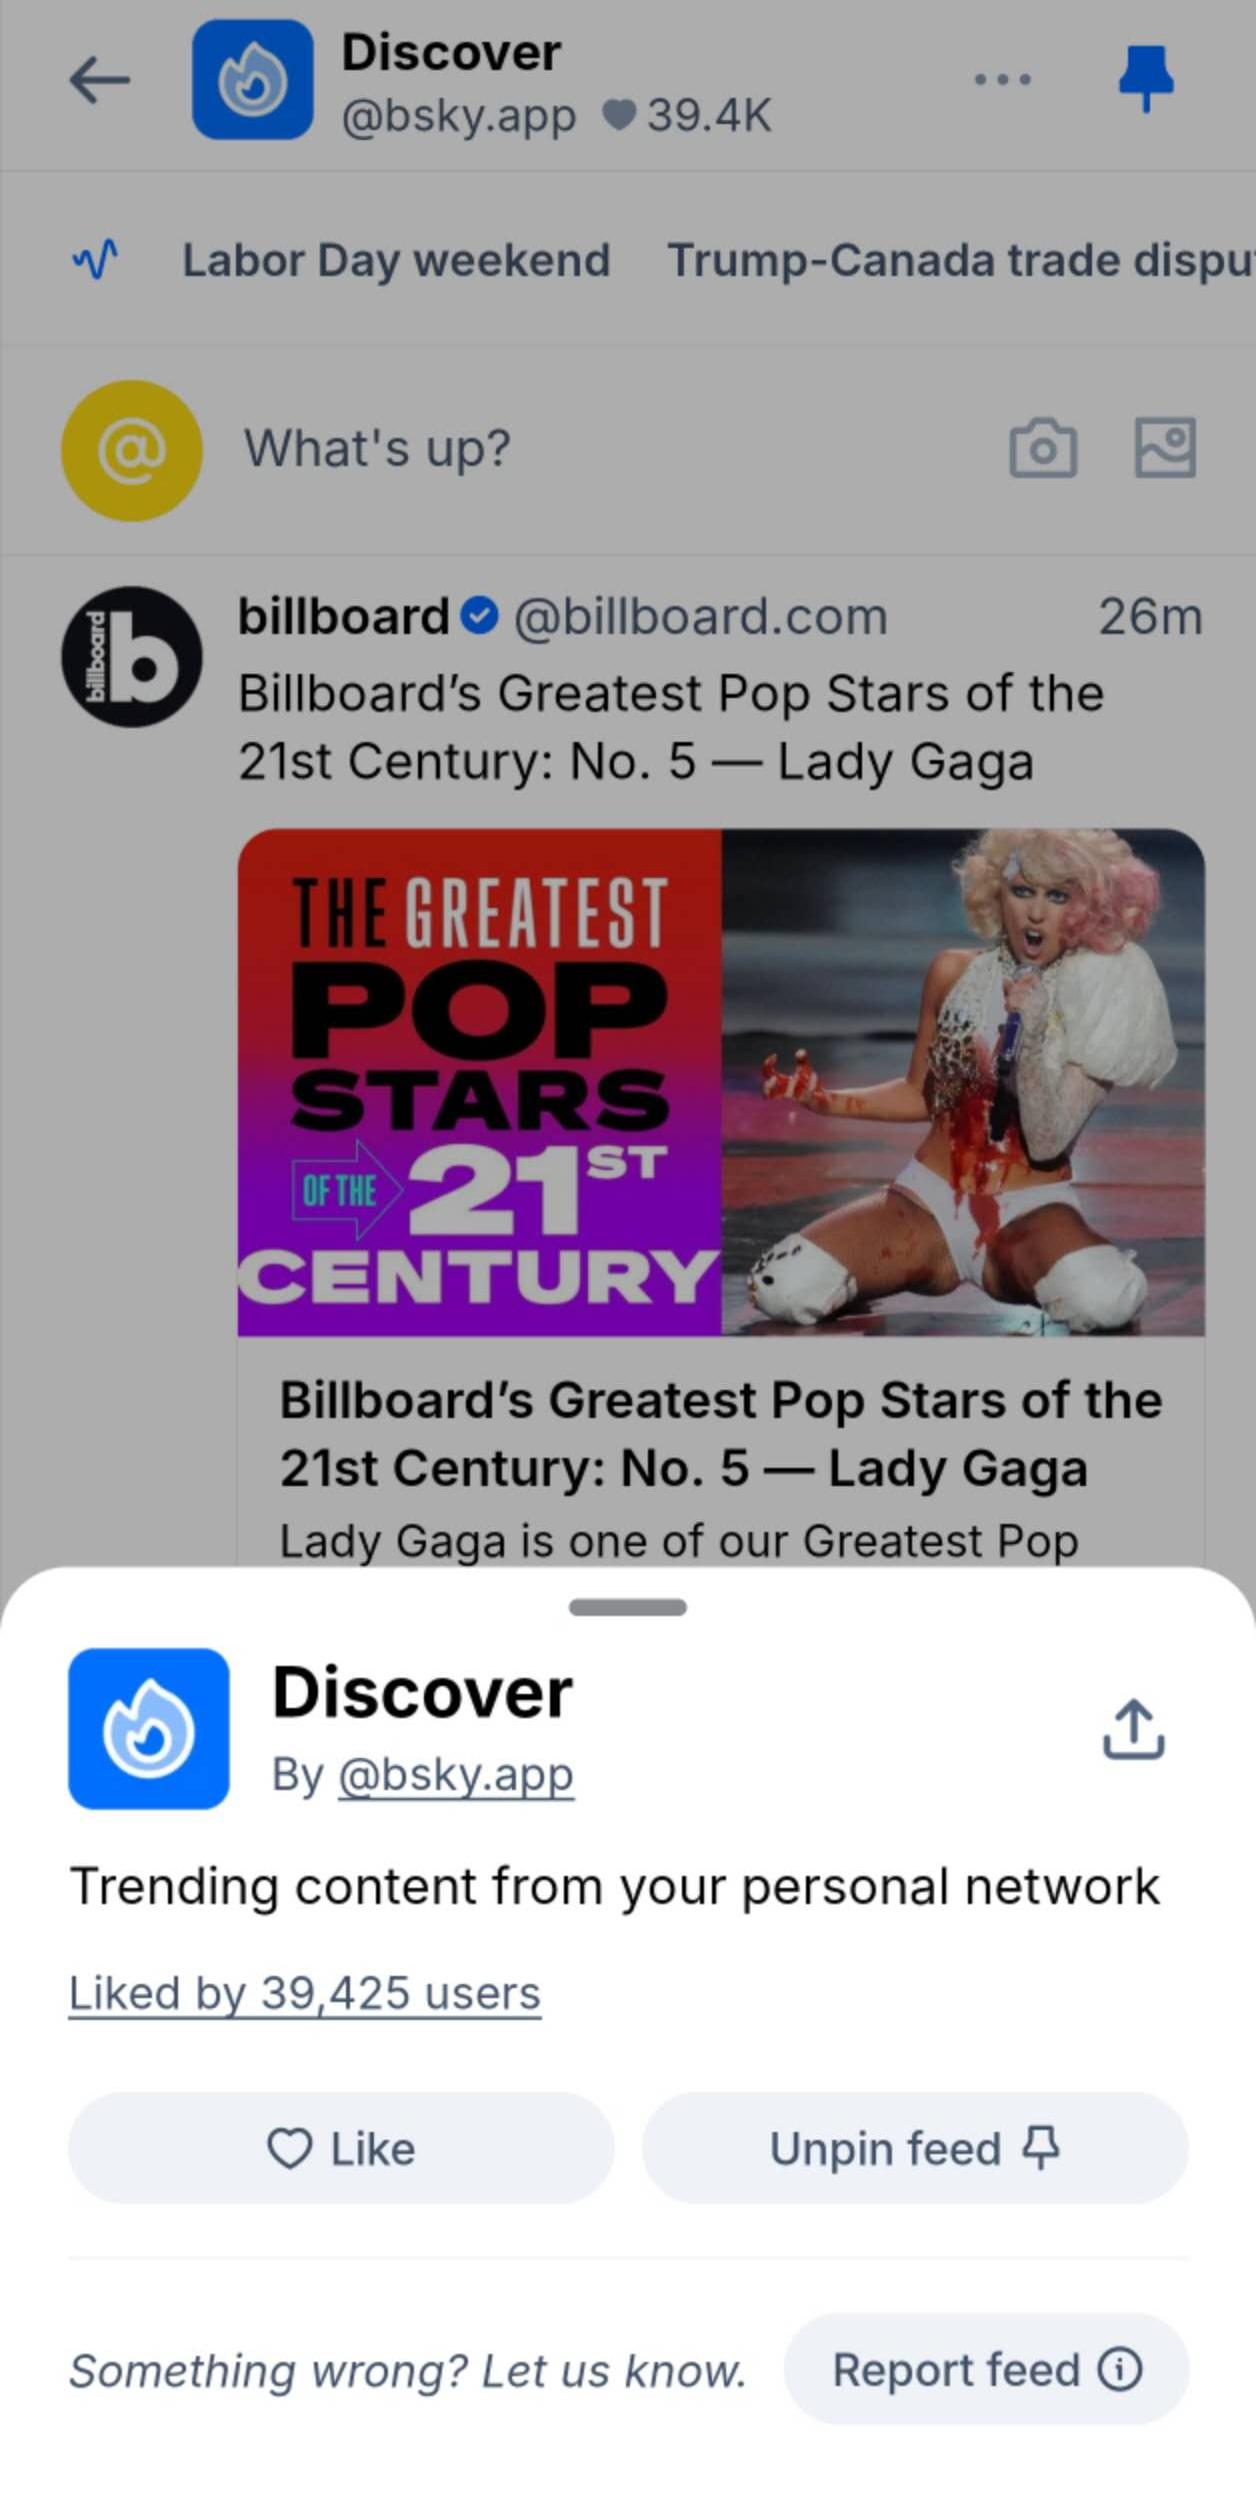 Discover
@bsky.app 39.4K
Labor Day weekend Trump-Canada trade dispu
What's up?
billboard @billboard.com 26m
billboard b
Billboard’s Greatest Pop Stars of the
21st Century: No. 5 — Lady Gaga
THE GREATEST
POP
STARS
OF THE 21ST
CENTURY
Billboard’s Greatest Pop Stars of the
21st Century: No. 5 — Lady Gaga
Lady Gaga is one of our Greatest Pop
Discover
By @bsky.app
Trending content from your personal network
Liked by 39,425 users
Like Unpin feed
Something wrong? Let us know. Report feed